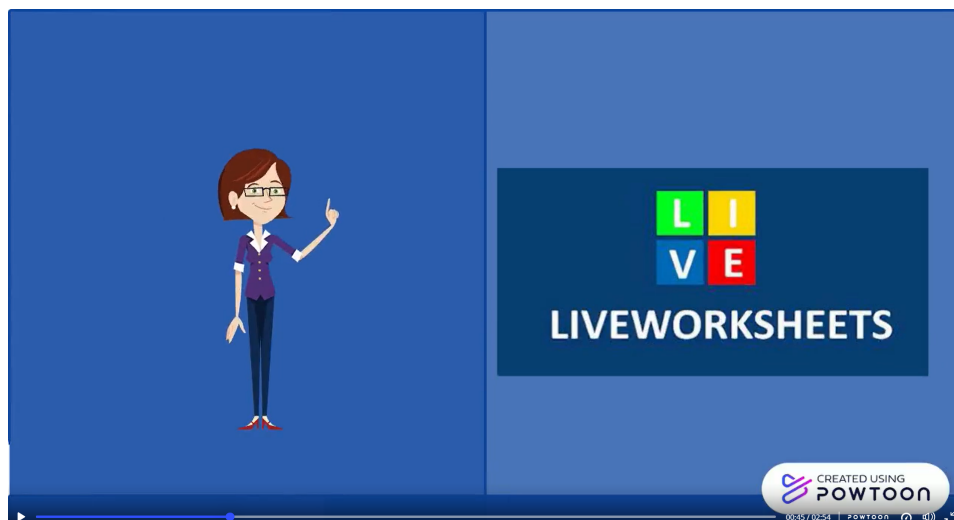 L I
V E
LIVEWORKSHEETS
CREATED USING
POWTOON
00:45 / 02:54 POWTOON